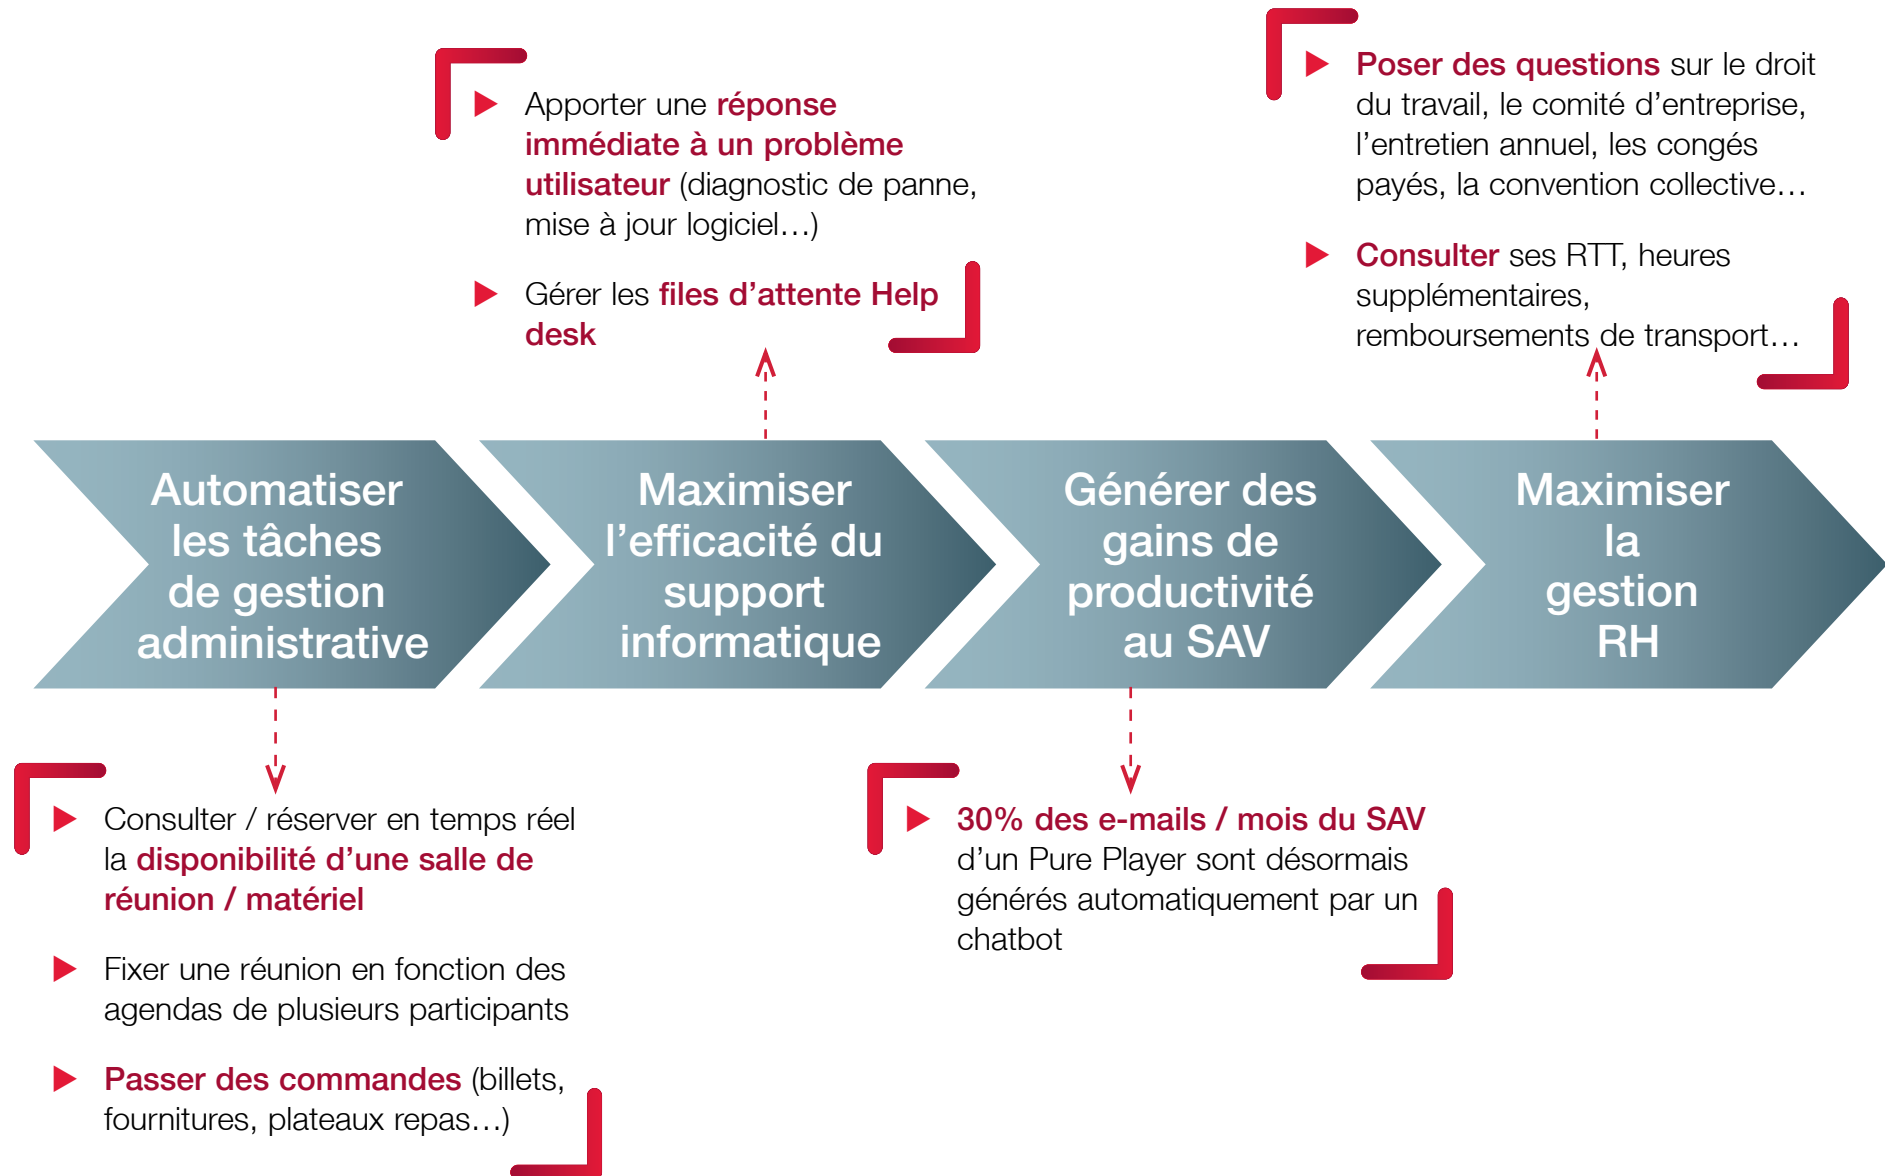 Apporter une réponse
immédiate à un problème
utilisateur (diagnostic de panne,
mise à jour logiciel…)
Gérer les files d’attente Help
desk
Poser des questions sur le droit
du travail, le comité d’entreprise,
l’entretien annuel, les congés
payés, la convention collective…
Consulter ses RTT, heures
supplémentaires,
remboursements de transport…
Automatiser
les tâches
de gestion
administrative
Maximiser
l’efficacité du
support
informatique
Générer des
gains de
productivité
au SAV
Maximiser
la
gestion
RH
Consulter / réserver en temps réel
la disponibilité d’une salle de
réunion / matériel
Fixer une réunion en fonction des
agendas de plusieurs participants
Passer des commandes (billets,
fournitures, plateaux repas…)
30% des e-mails / mois du SAV
d’un Pure Player sont désormais
générés automatiquement par un
chatbot